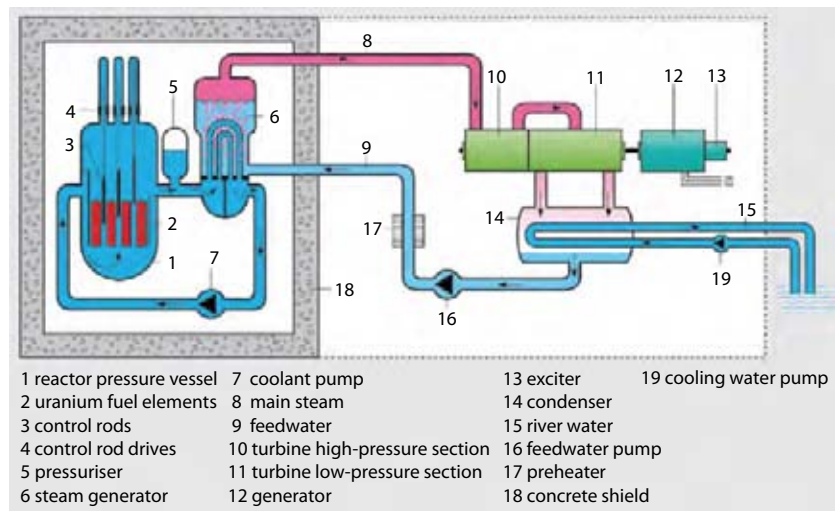 8
5
10
11
12
13
4
6
3
9
15
17
14
2
7
1
19
18
16
1 reactor pressure vessel
2 uranium fuel elements
3 control rods
4 control rod drives
5 pressuriser
6 steam generator
7 coolant pump
8 main steam
9 feedwater
10 turbine high-pressure section
11 turbine low-pressure section
12 generator
13 exciter
14 condenser
15 river water
16 feedwater pump
17 preheater
18 concrete shield
19 cooling water pump